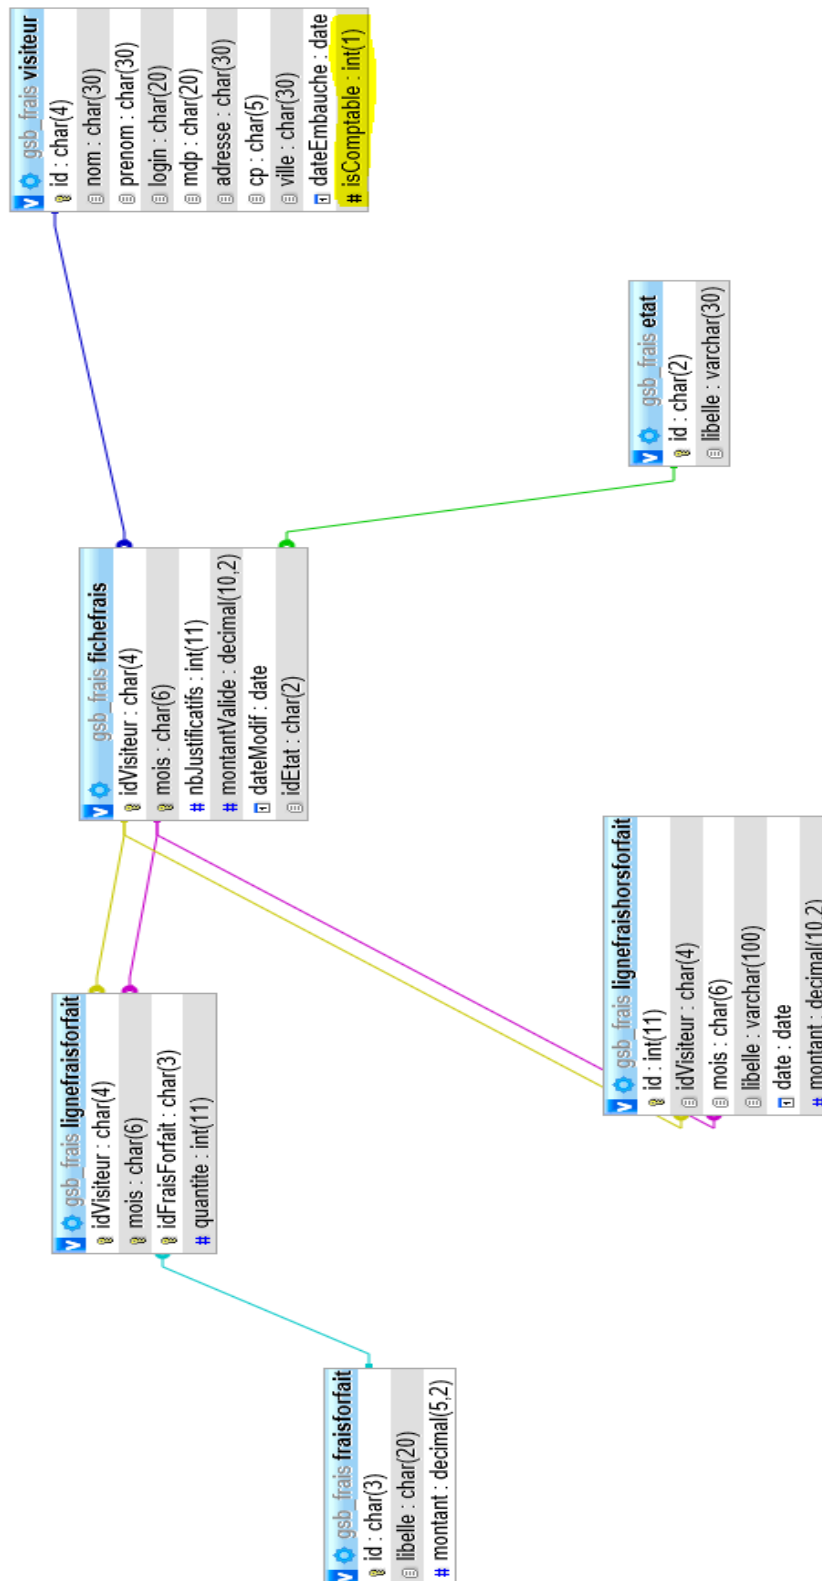 gsb_frais visiteur
id : char(4)
nom : char(30)
prenom : char(30)
login : char(20)
mdp : char(20)
adresse : char(30)
cp : char(5)
ville : char(30)
dateEmbauche : date
# isComptable : int(1)
gsb_frais etat
id : char(2)
libelle : varchar(30)
gsb_frais fichefrais
idVisiteur : char(4)
mois : char(6)
# nbJustificatifs : int(11)
# montantValide : decimal(10,2)
dateModif : date
idEtat : char(2)
gsb_frais lignefraisforfait
idVisiteur : char(4)
mois : char(6)
idFraisForfait : char(3)
# quantite : int(11)
gsb_frais lignefraishorsforfait
id : int(11)
idVisiteur : char(4)
mois : char(6)
libelle : varchar(100)
date : date
# montant : decimal(10,2)
gsb_frais fraisforfait
id : char(3)
libelle : char(20)
# montant : decimal(5,2)